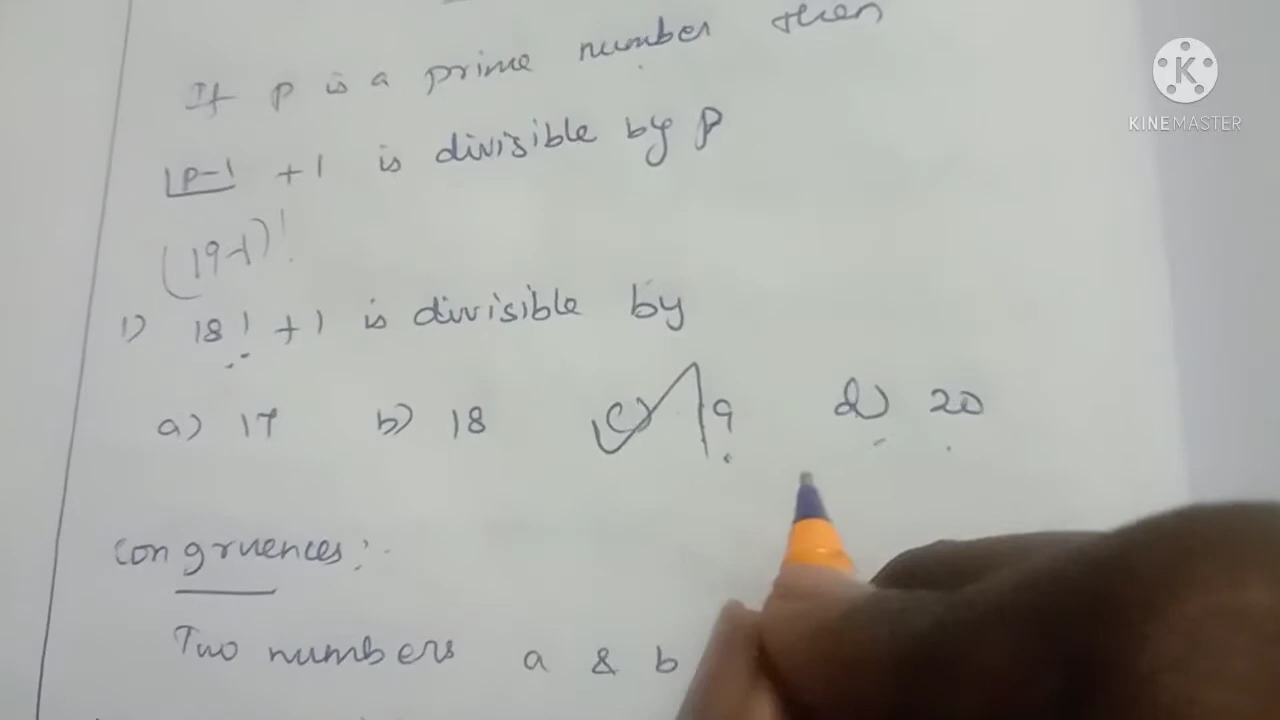 If p is a prime number then
KINEMASTER
|p-1 +1 is divisible by p
(19-1)!
1) 18! +1 is divisible by
a) 17 b) 18 c) 19 d) 20
Congruences:-
Two numbers a & b